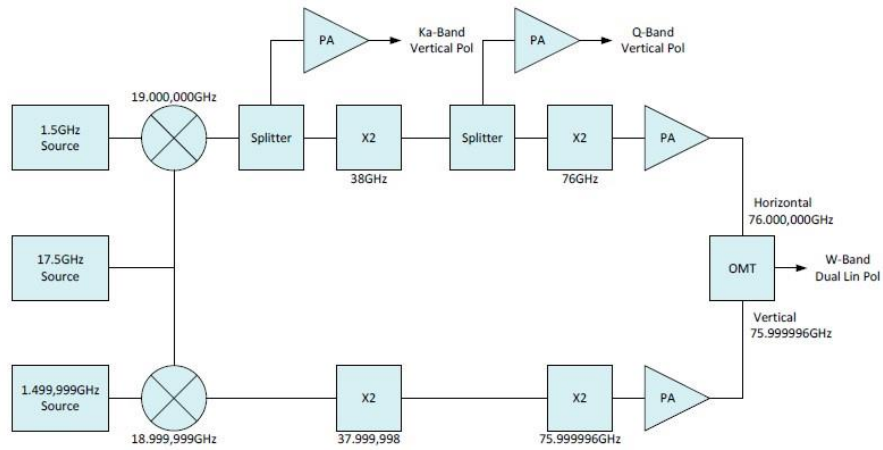 PA
Ka-Band
Vertical Pol
PA
Q-Band
Vertical Pol
19.000,000GHz
1.5GHz
Source
Splitter
X2
Splitter
X2
PA
38GHz
76GHz
Horizontal
76.000,000GHz
17.5GHz
Source
OMT
W-Band
Dual Lin Pol
Vertical
75.999996GHz
1.499,999GHz
Source
X2
X2
PA
18.999,999GHz
37.999,998
75.999996GHz